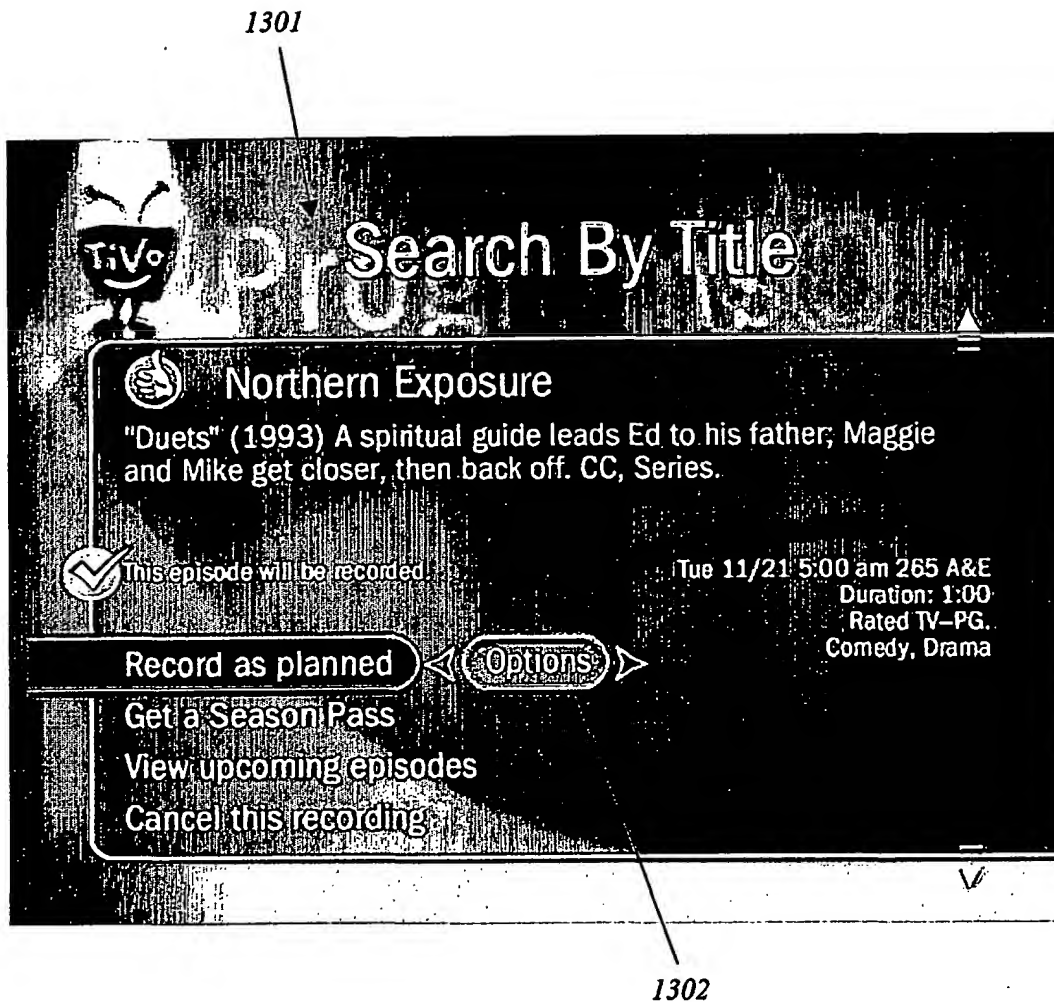 1301
TiVo
Search By Title
Northern Exposure
"Duets" (1993) A spiritual guide leads Ed to his father; Maggie
and Mike get closer, then back off. CC, Series.
This episode will be recorded.
Tue 11/21 5:00 am 265 A&E
Duration: 1:00
Rated TV-PG.
Comedy, Drama
Record as planned
Options
Get a Season Pass
View upcoming episodes
Cancel this recording
1302